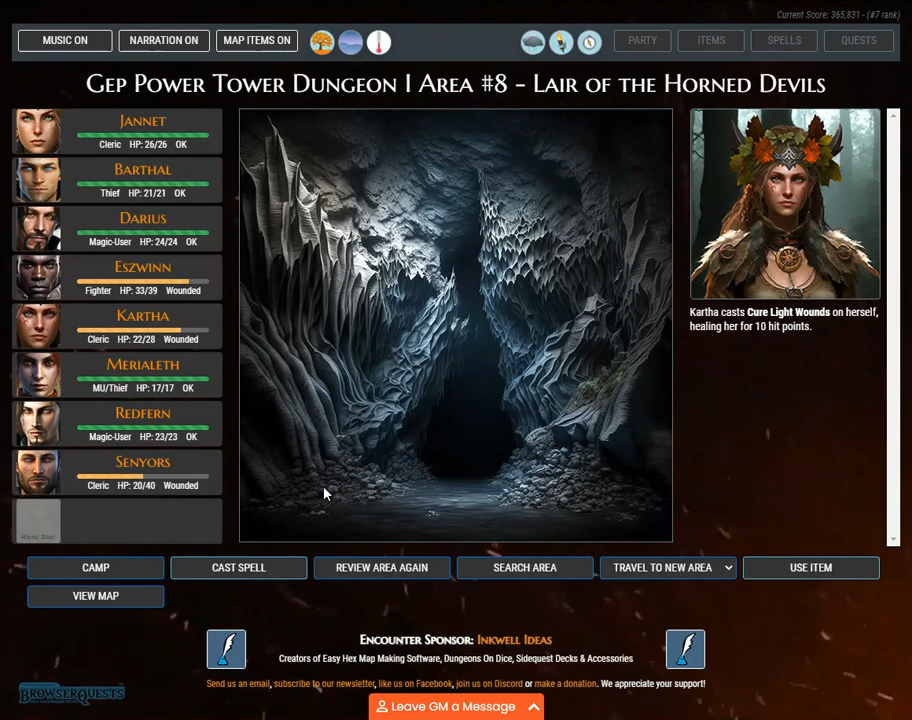 Current Score: 365,831 - (#7 rank)
MUSIC ON NARRATION ON MAP ITEMS ON PARTY ITEMS SPELLS QUESTS
Gep Power Tower Dungeon I Area #8 - Lair of the Horned Devils
Jannet
Cleric HP: 26/26 OK
Barthal
Thief HP: 21/21 OK
Darius
Magic-User HP: 24/24 OK
Eszwinn
Fighter HP: 33/39 Wounded
Kartha
Cleric HP: 22/28 Wounded
Merialeth
MU/Thief HP: 17/17 OK
Redfern
Magic-User HP: 23/23 OK
Senyors
Cleric HP: 20/40 Wounded
Kartha casts Cure Light Wounds on herself,
healing her for 10 hit points.
CAMP CAST SPELL REVIEW AREA AGAIN SEARCH AREA TRAVEL TO NEW AREA USE ITEM
VIEW MAP
Encounter Sponsor: Inkwell Ideas
Creators of Easy Hex Map Making Software, Dungeons On Dice, Sidequest Decks & Accessories
Send us an email, subscribe to our newsletter, like us on Facebook, join us on Discord or make a donation. We appreciate your support!
BrowserQuests
Leave GM a Message